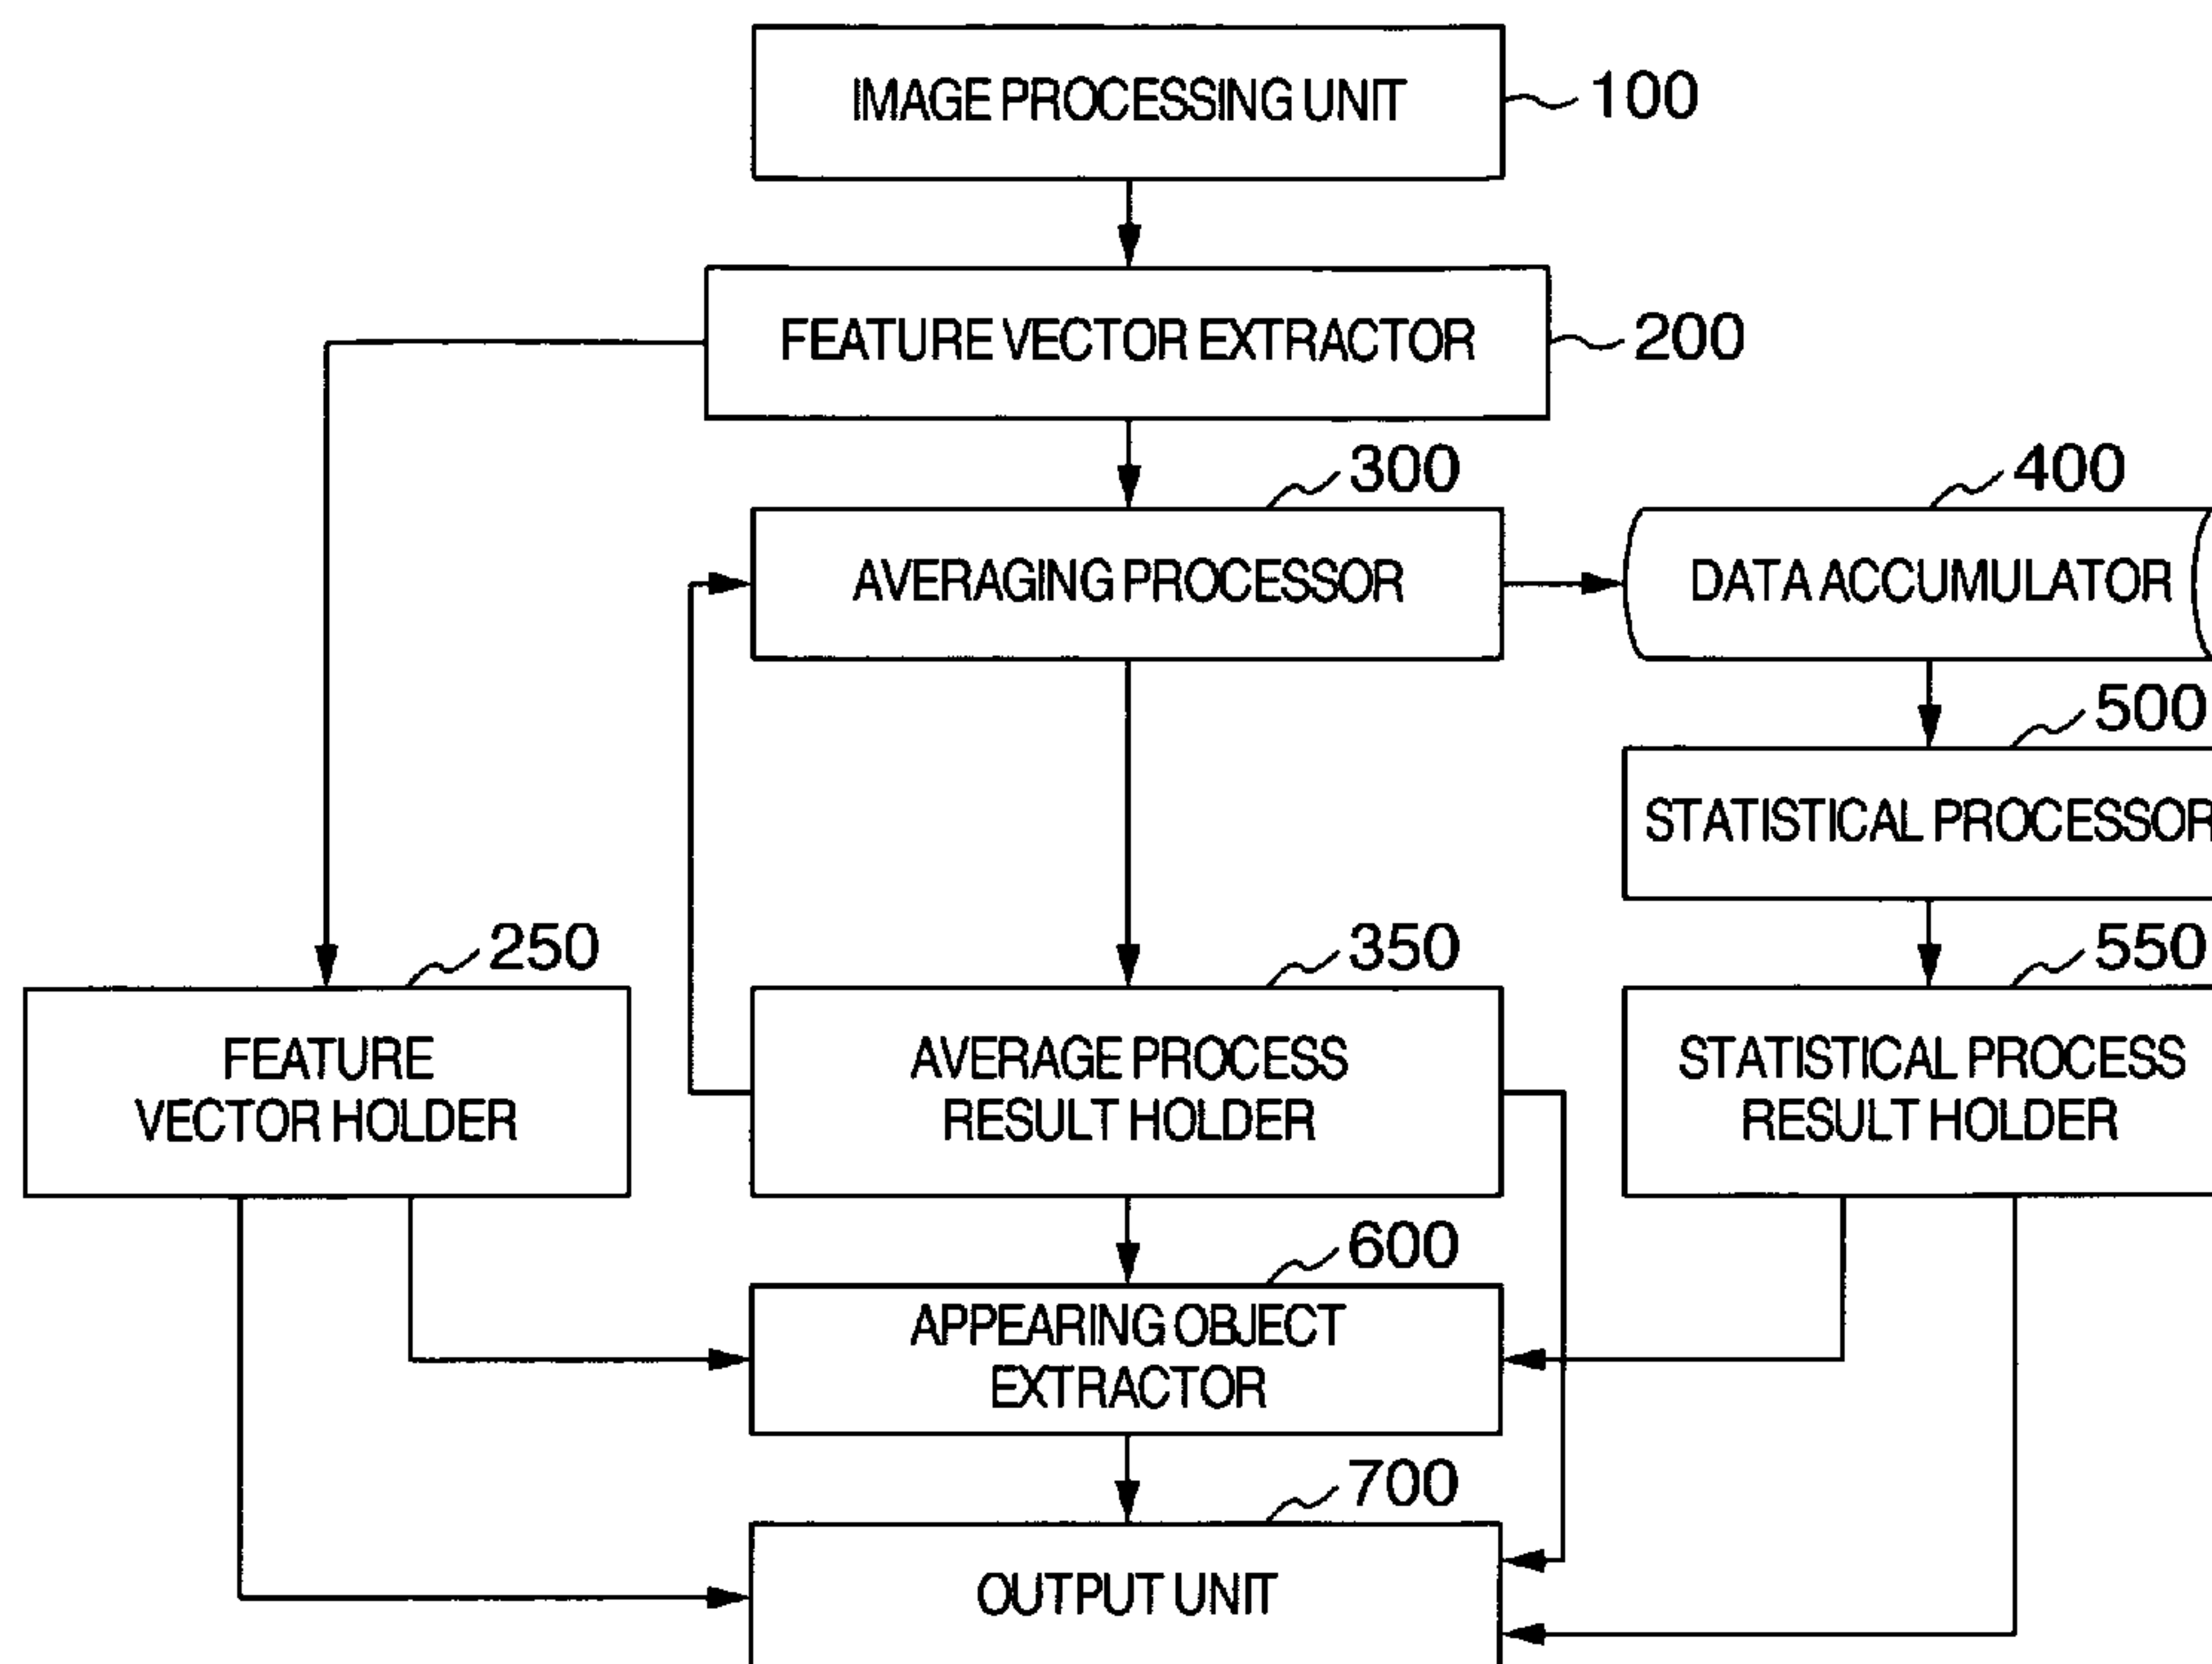 IMAGE PROCESSING UNIT
100
FEATURE VECTOR EXTRACTOR
200
300
400
AVERAGING PROCESSOR
DATA ACCUMULATOR
500
STATISTICAL PROCESSOR
250
350
550
FEATURE
VECTOR HOLDER
AVERAGE PROCESS
RESULT HOLDER
STATISTICAL PROCESS
RESULT HOLDER
600
APPEARING OBJECT
EXTRACTOR
700
OUTPUT UNIT